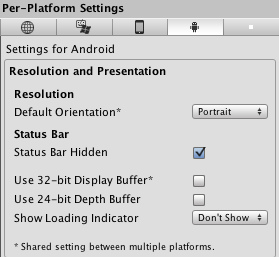 Per-Platform Settings
Settings for Android
Resolution and Presentation
Resolution
Default Orientation* Portrait
Status Bar
Status Bar Hidden
Use 32-bit Display Buffer*
Use 24-bit Depth Buffer
Show Loading Indicator Don't Show
* Shared setting between multiple platforms.